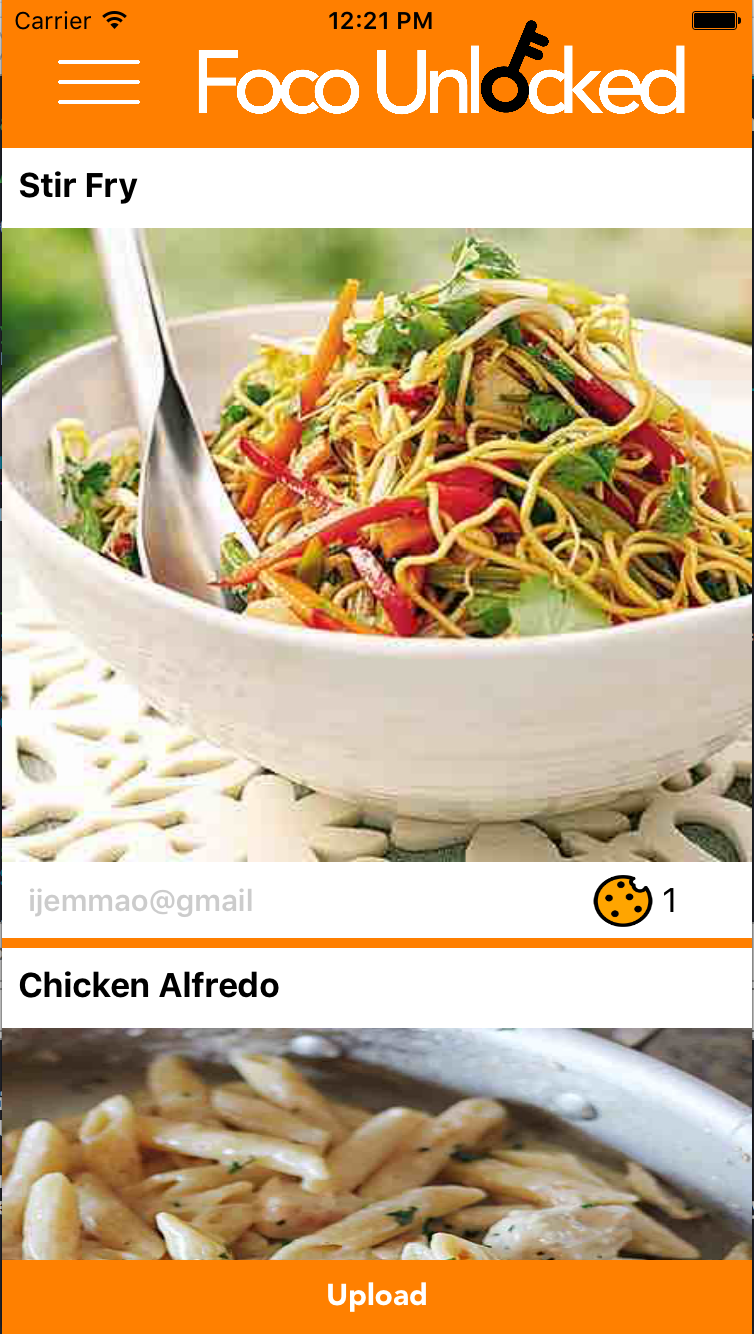 Carrier 12:21 PM
Foco Unlocked
Stir Fry
ijemmao@gmail 1
Chicken Alfredo
Upload